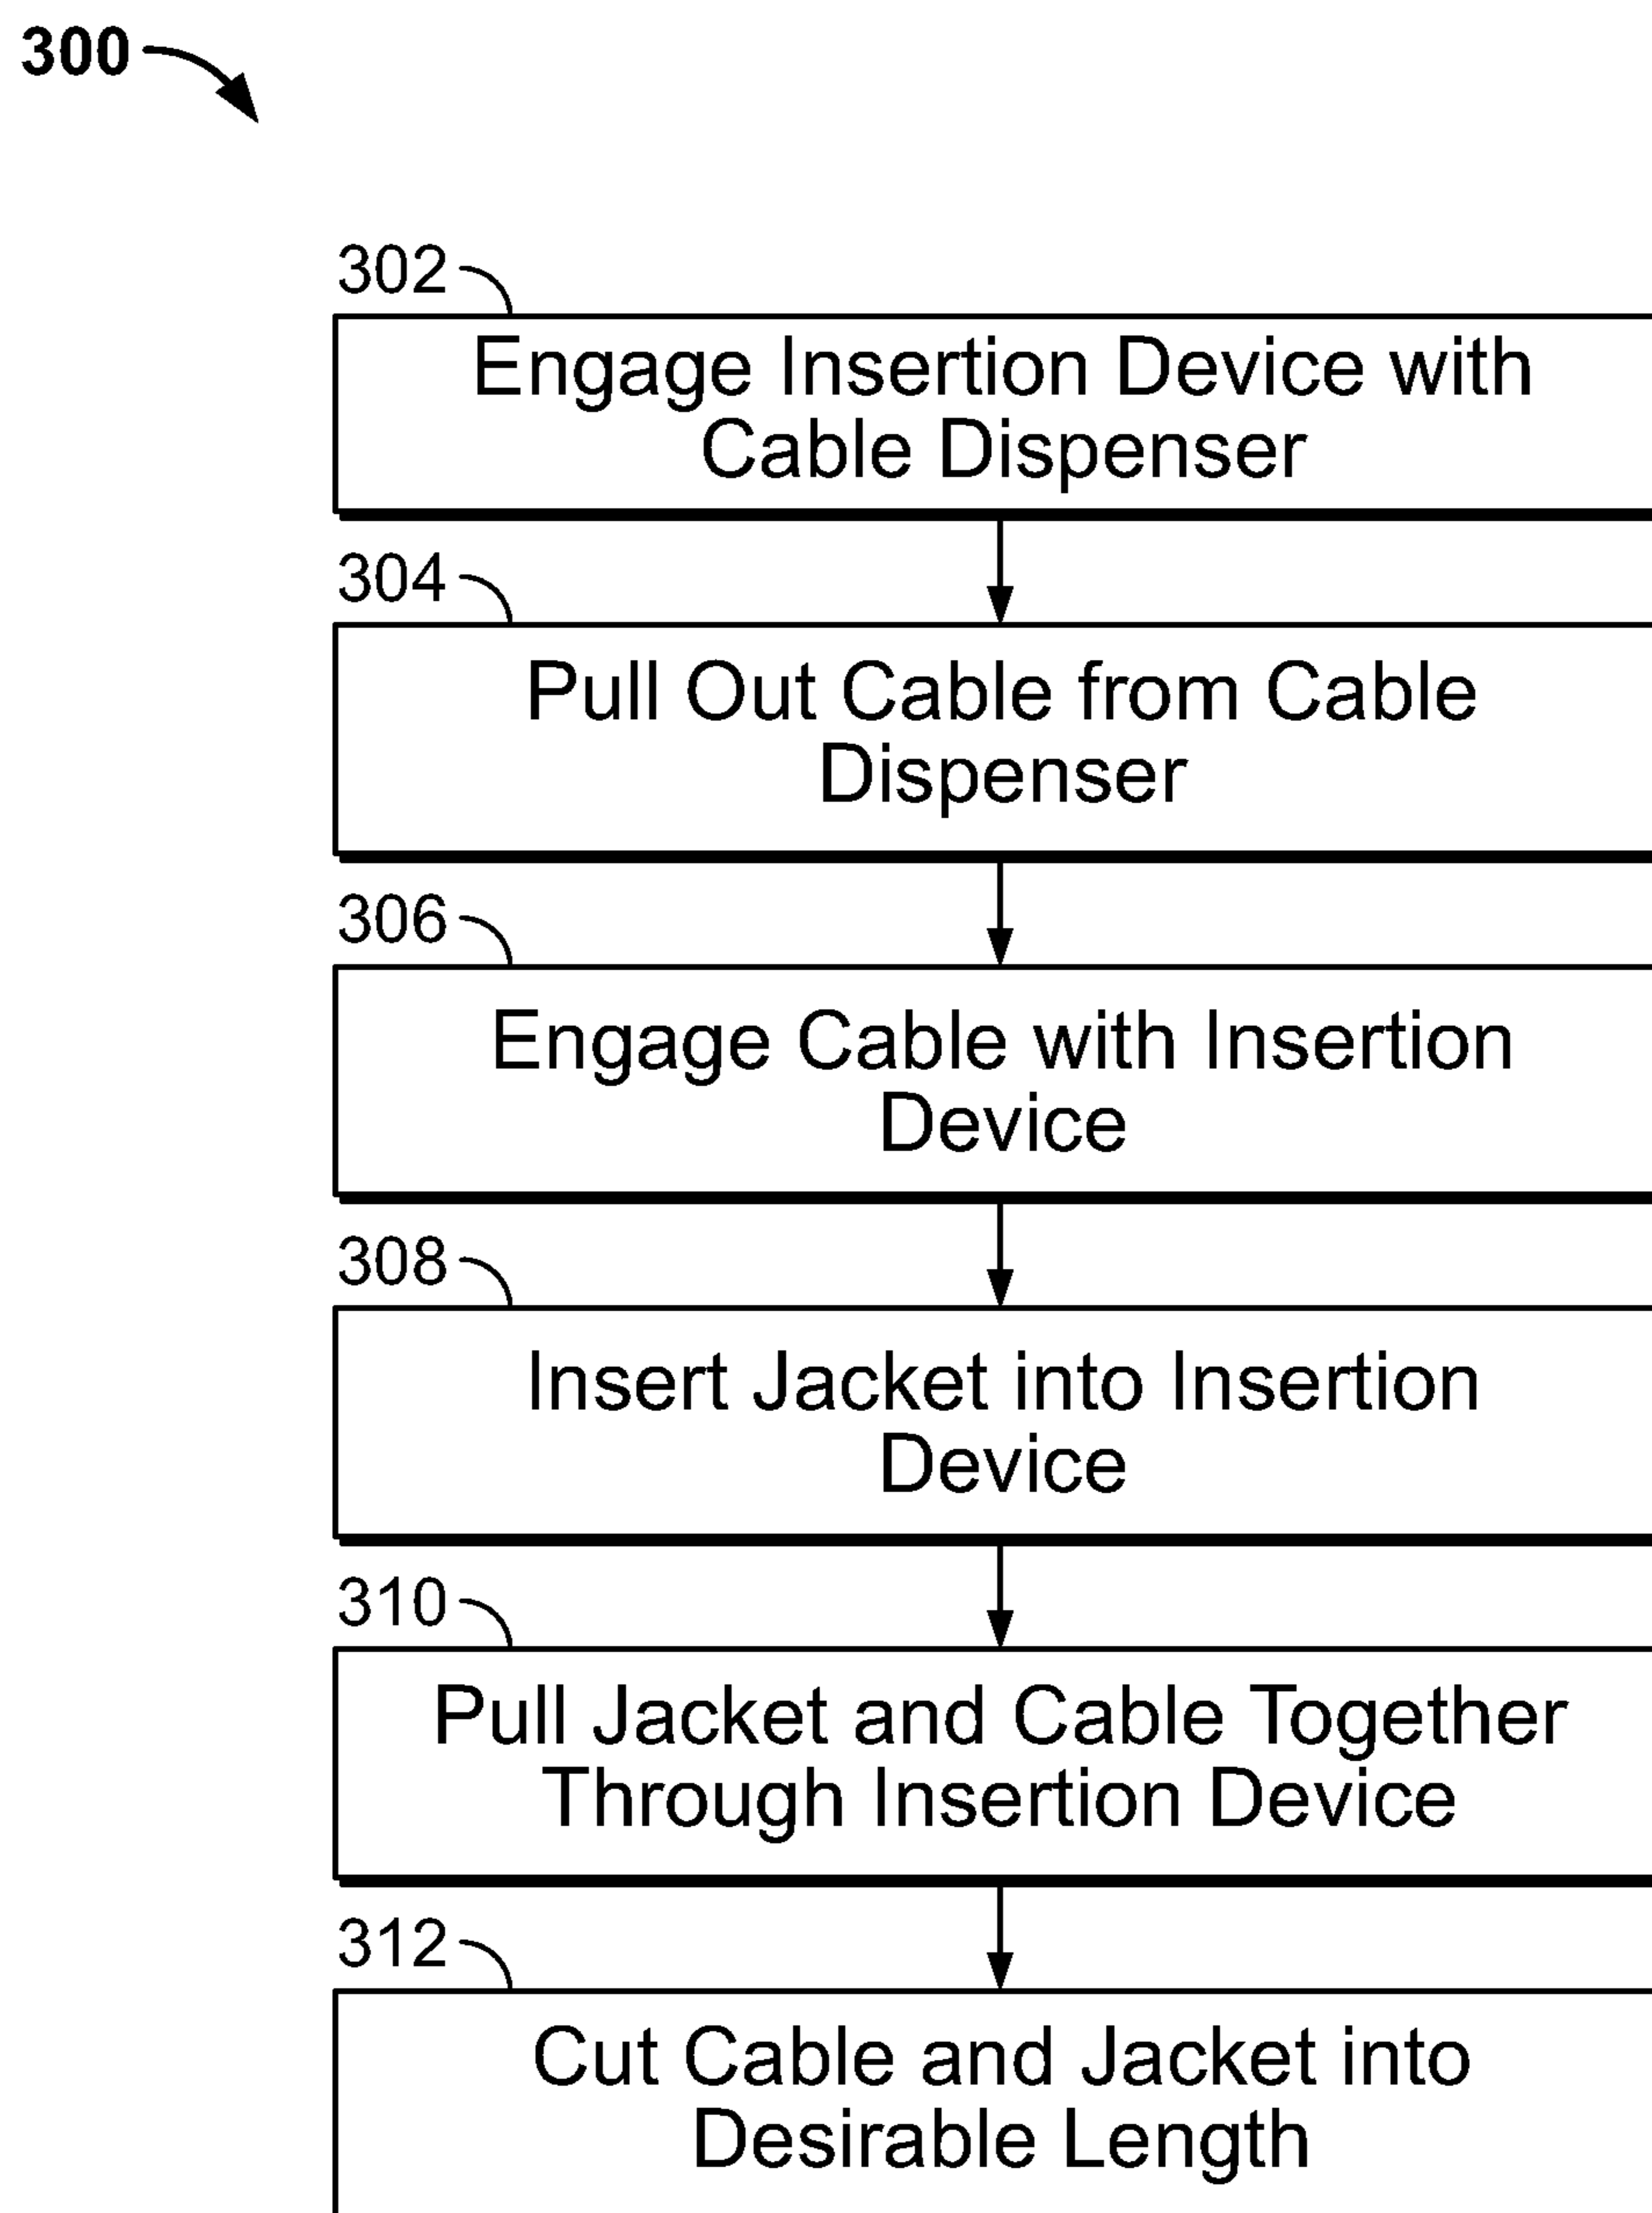 300
302
Engage Insertion Device with
Cable Dispenser
304
Pull Out Cable from Cable
Dispenser
306
Engage Cable with Insertion
Device
308
Insert Jacket into Insertion
Device
310
Pull Jacket and Cable Together
Through Insertion Device
312
Cut Cable and Jacket into
Desirable Length